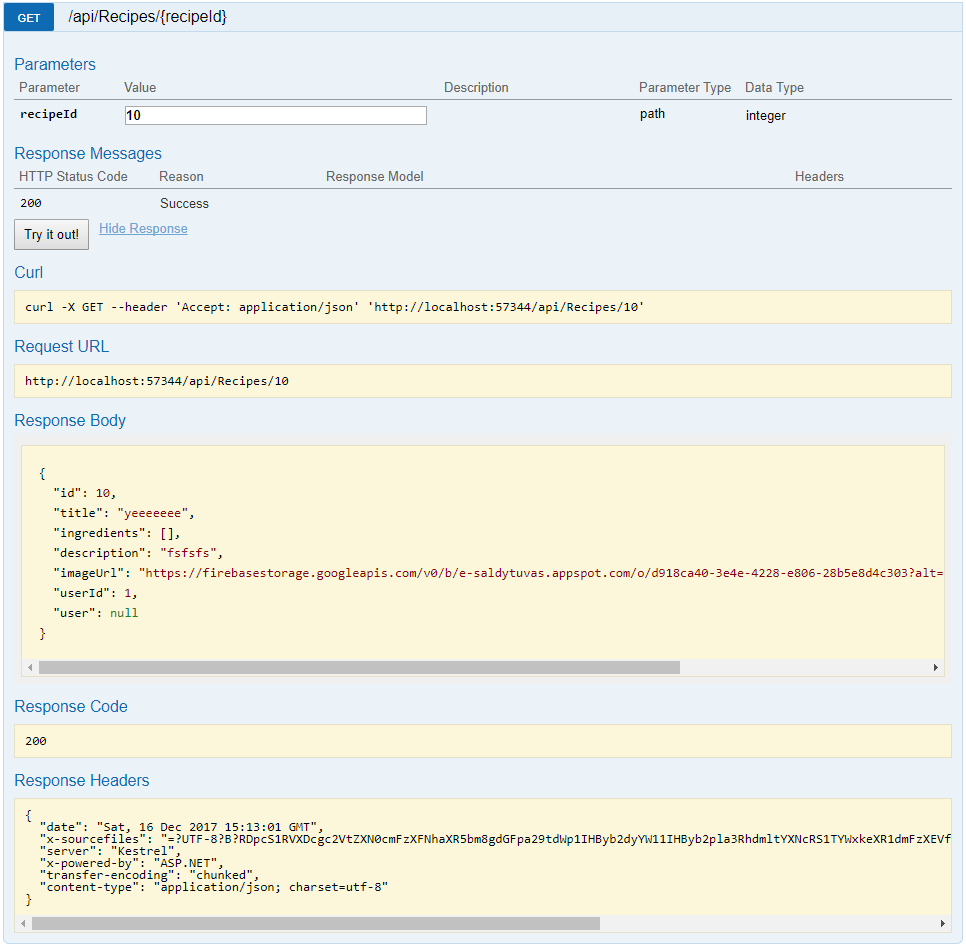 GET /api/Recipes/{recipeId}
Parameters
Parameter Value Description Parameter Type Data Type
recipeId 10 path integer
Response Messages
HTTP Status Code Reason Response Model Headers
200 Success
Try it out! Hide Response
Curl
curl -X GET --header 'Accept: application/json' 'http://localhost:57344/api/Recipes/10'
Request URL
http://localhost:57344/api/Recipes/10
Response Body
{
"id": 10,
"title": "yeeeeeee",
"ingredients": [],
"description": "fsfsfs",
"imageUrl": "https://firebasestorage.googleapis.com/v0/b/e-saldytuvas.appspot.com/o/d918ca40-3e4e-4228-e806-28b5e8d4c303?alt=
"userId": 1,
"user": null
}
Response Code
200
Response Headers
{
"date": "Sat, 16 Dec 2017 15:13:01 GMT",
"x-sourcefiles": "=?UTF-8?B?RDpcS1RVXDcgc2VtZXN0cmFzXFNhaXR5bm8gdGFpa29tdWp1IHByb2dyYW11IHByb2pla3RhdmltYXNcRS1TYWxkeXR1dmFzXEVf
"server": "Kestrel",
"x-powered-by": "ASP.NET",
"transfer-encoding": "chunked",
"content-type": "application/json; charset=utf-8"
}